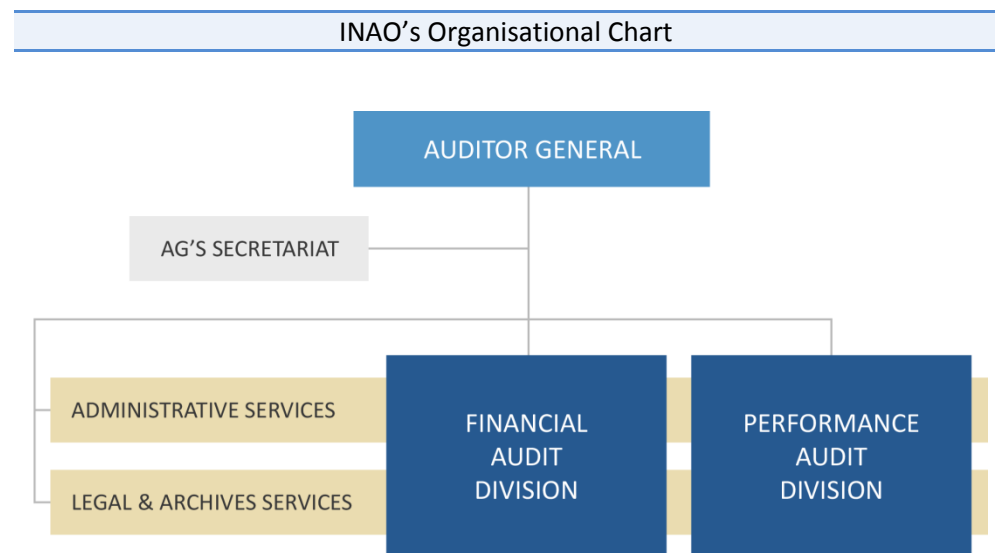 INAO’s Organisational Chart
AUDITOR GENERAL
AG’S SECRETARIAT
ADMINISTRATIVE SERVICES
LEGAL & ARCHIVES SERVICES
FINANCIAL
AUDIT
DIVISION
PERFORMANCE
AUDIT
DIVISION